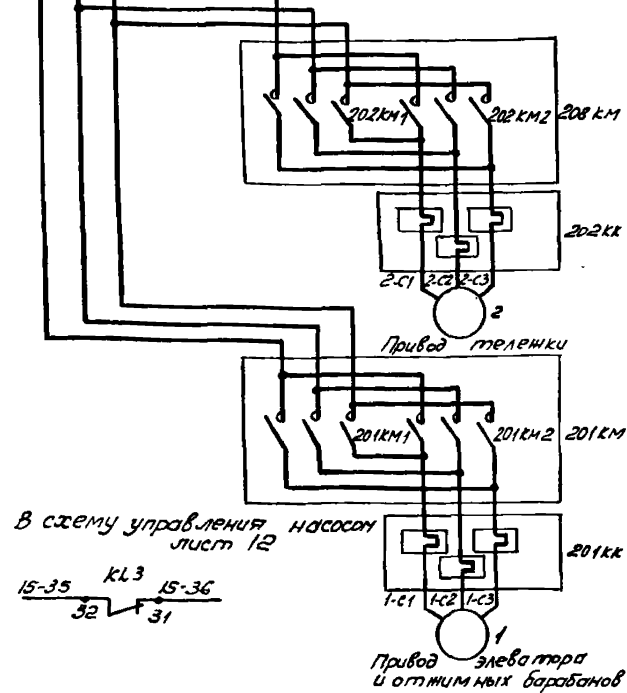 202КМ1
202КМ2
208КМ
202КК
2-С1
2-С2
2-С3
2
Привод тележки
201КМ1
201КМ2
201КМ
В схему управления насосом
лист 12
201КК
KL3
15-35
15-36
32
31
1-С1
1-С2
1-С3
1
Привод элеватора
и отжимных барабанов